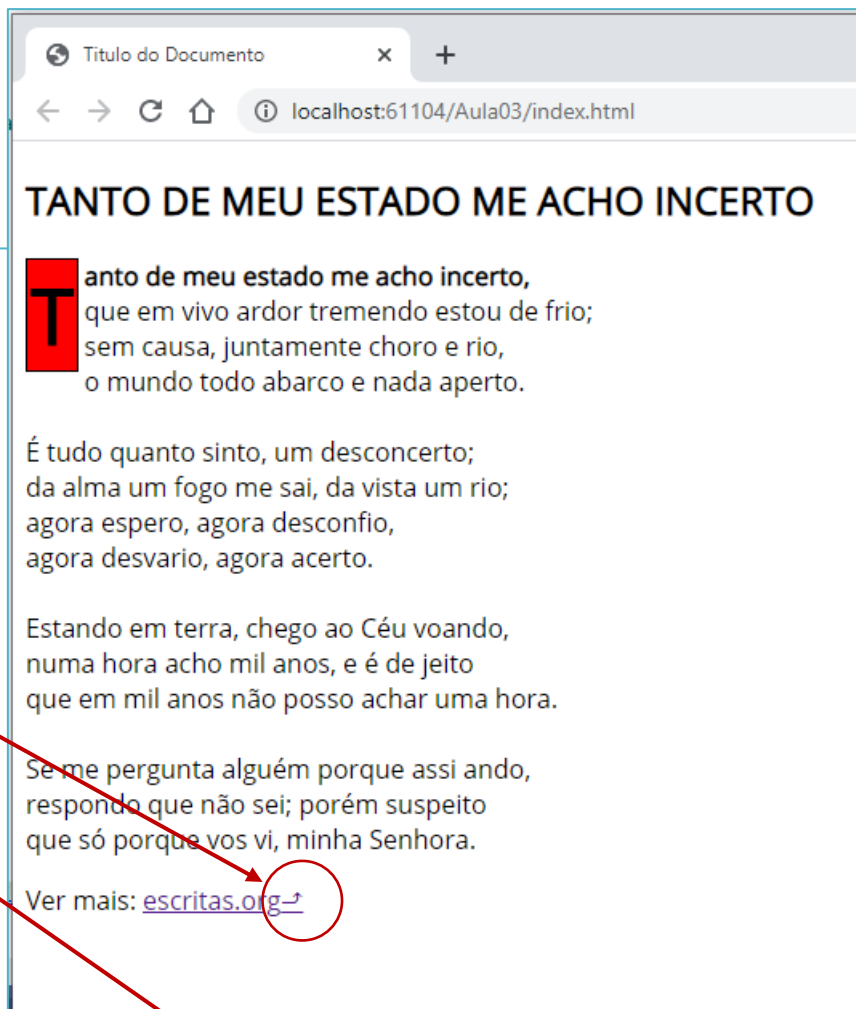 Titulo do Documento
localhost:61104/Aula03/index.html
TANTO DE MEU ESTADO ME ACHO INCERTO
Tanto de meu estado me acho incerto,
que em vivo ardor tremendo estou de frio;
sem causa, juntamente choro e rio,
o mundo todo abarco e nada aperto.
É tudo quanto sinto, um desconcerto;
da alma um fogo me sai, da vista um rio;
agora espero, agora desconfio,
agora desvario, agora acerto.
Estando em terra, chego ao Céu voando,
numa hora acho mil anos, e é de jeito
que em mil anos não posso achar uma hora.
Se me pergunta alguém porque assi ando,
respondo que não sei; porém suspeito
que só porque vos vi, minha Senhora.
Ver mais: escritas.org⤴